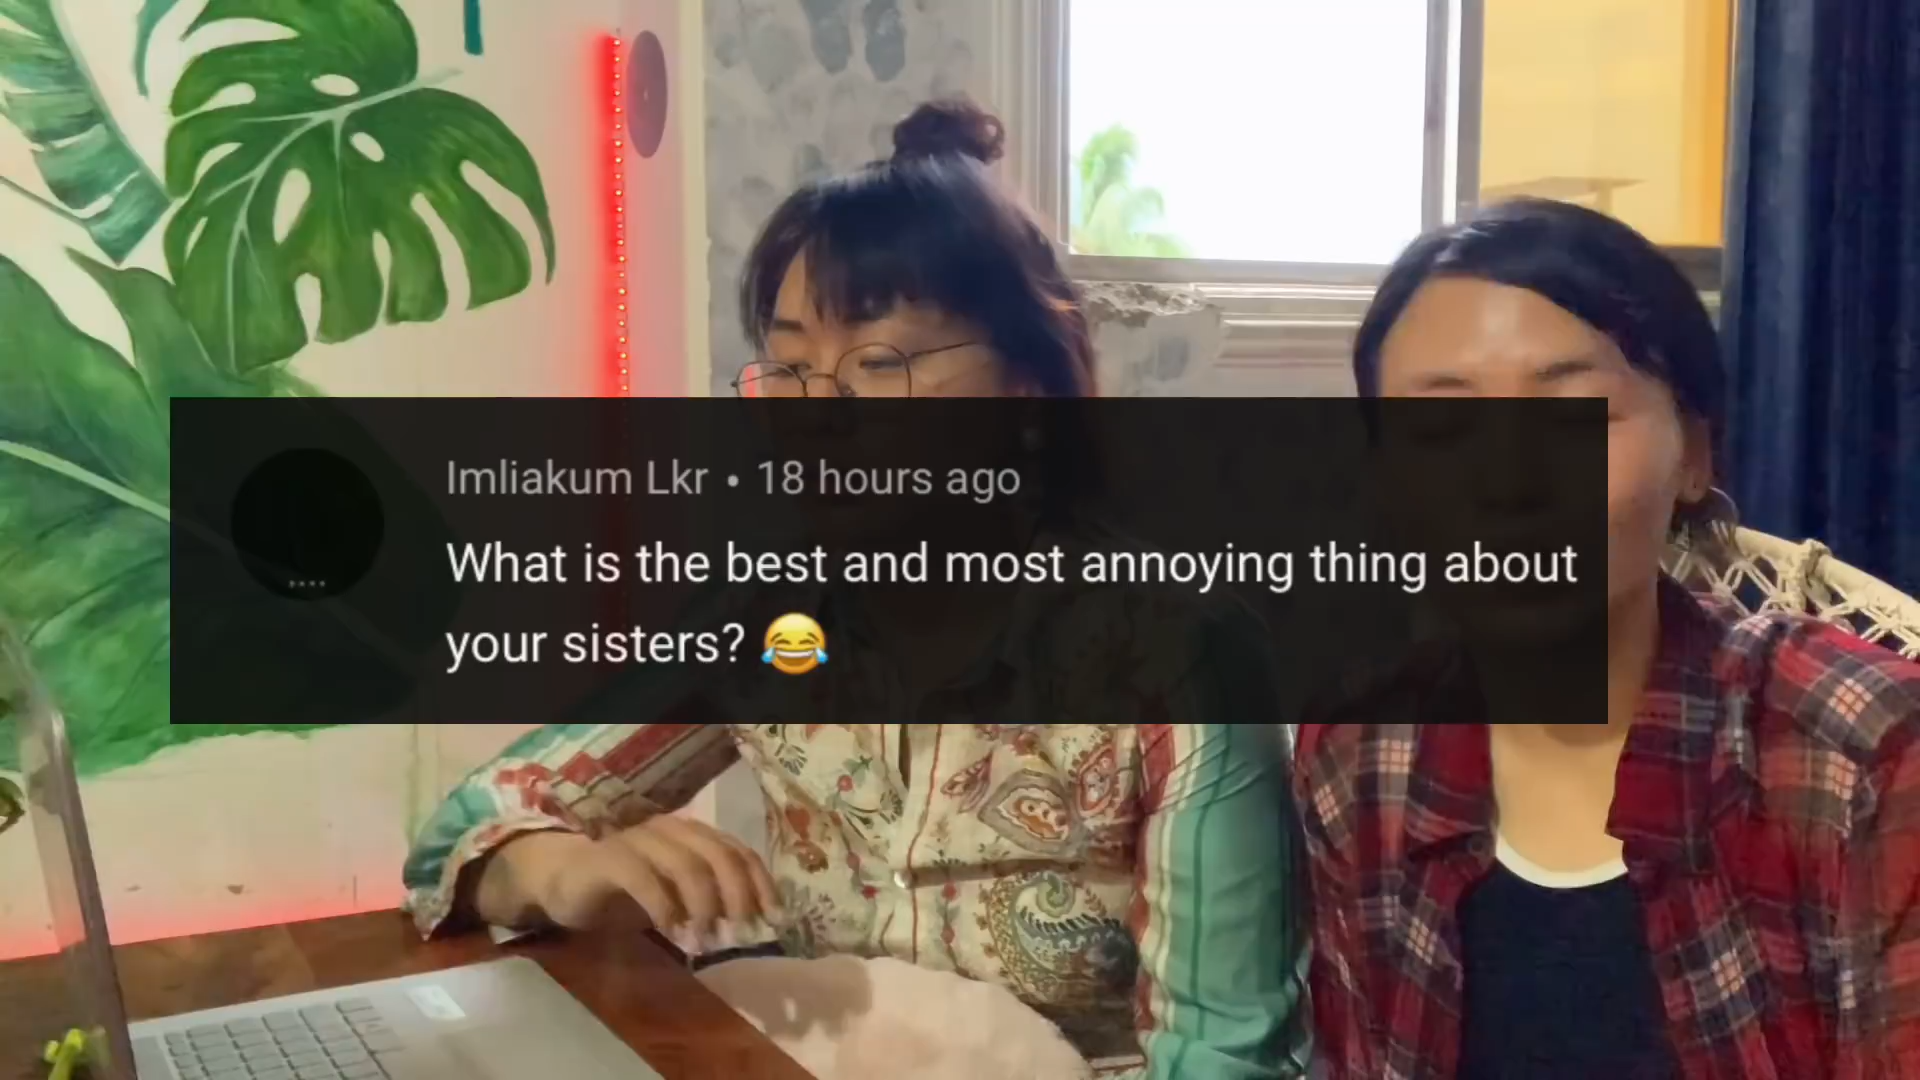 Imliakum Lkr • 18 hours ago
What is the best and most annoying thing about
your sisters? 😂